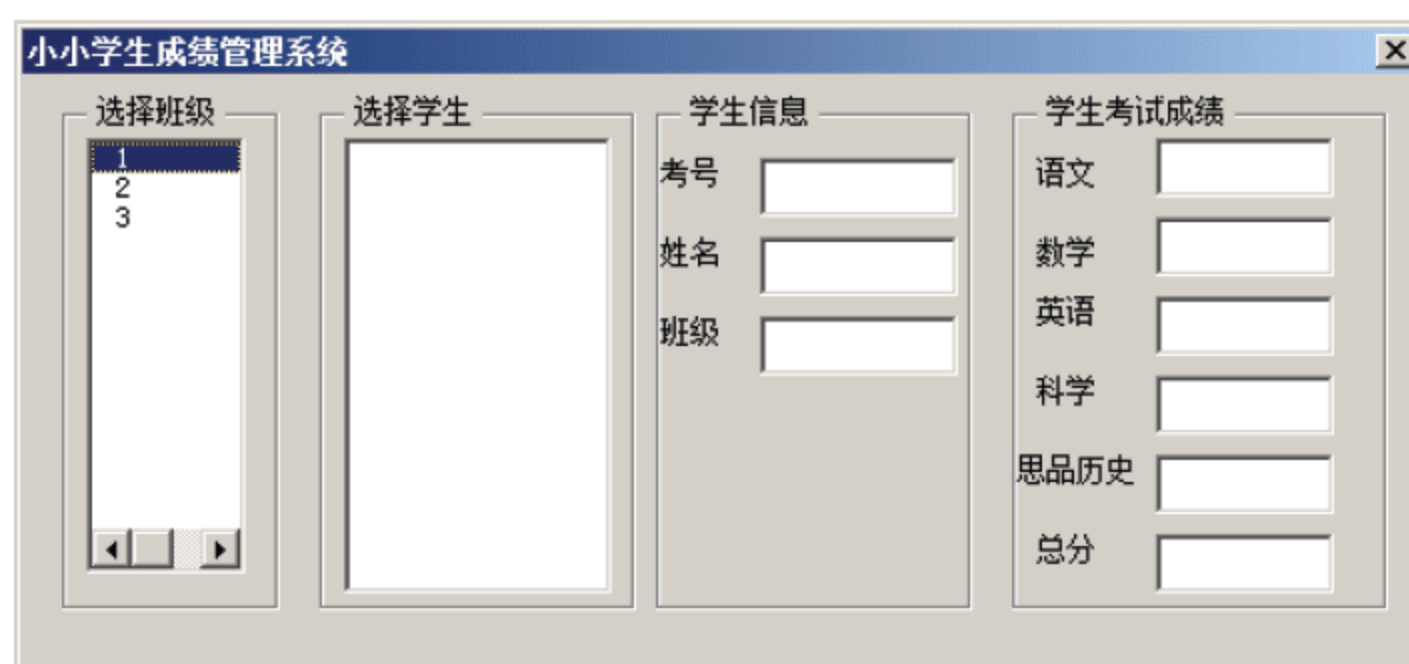 小小学生成绩管理系统
选择班级
1
2
3
选择学生
学生信息
考号
姓名
班级
学生考试成绩
语文
数学
英语
科学
思品历史
总分